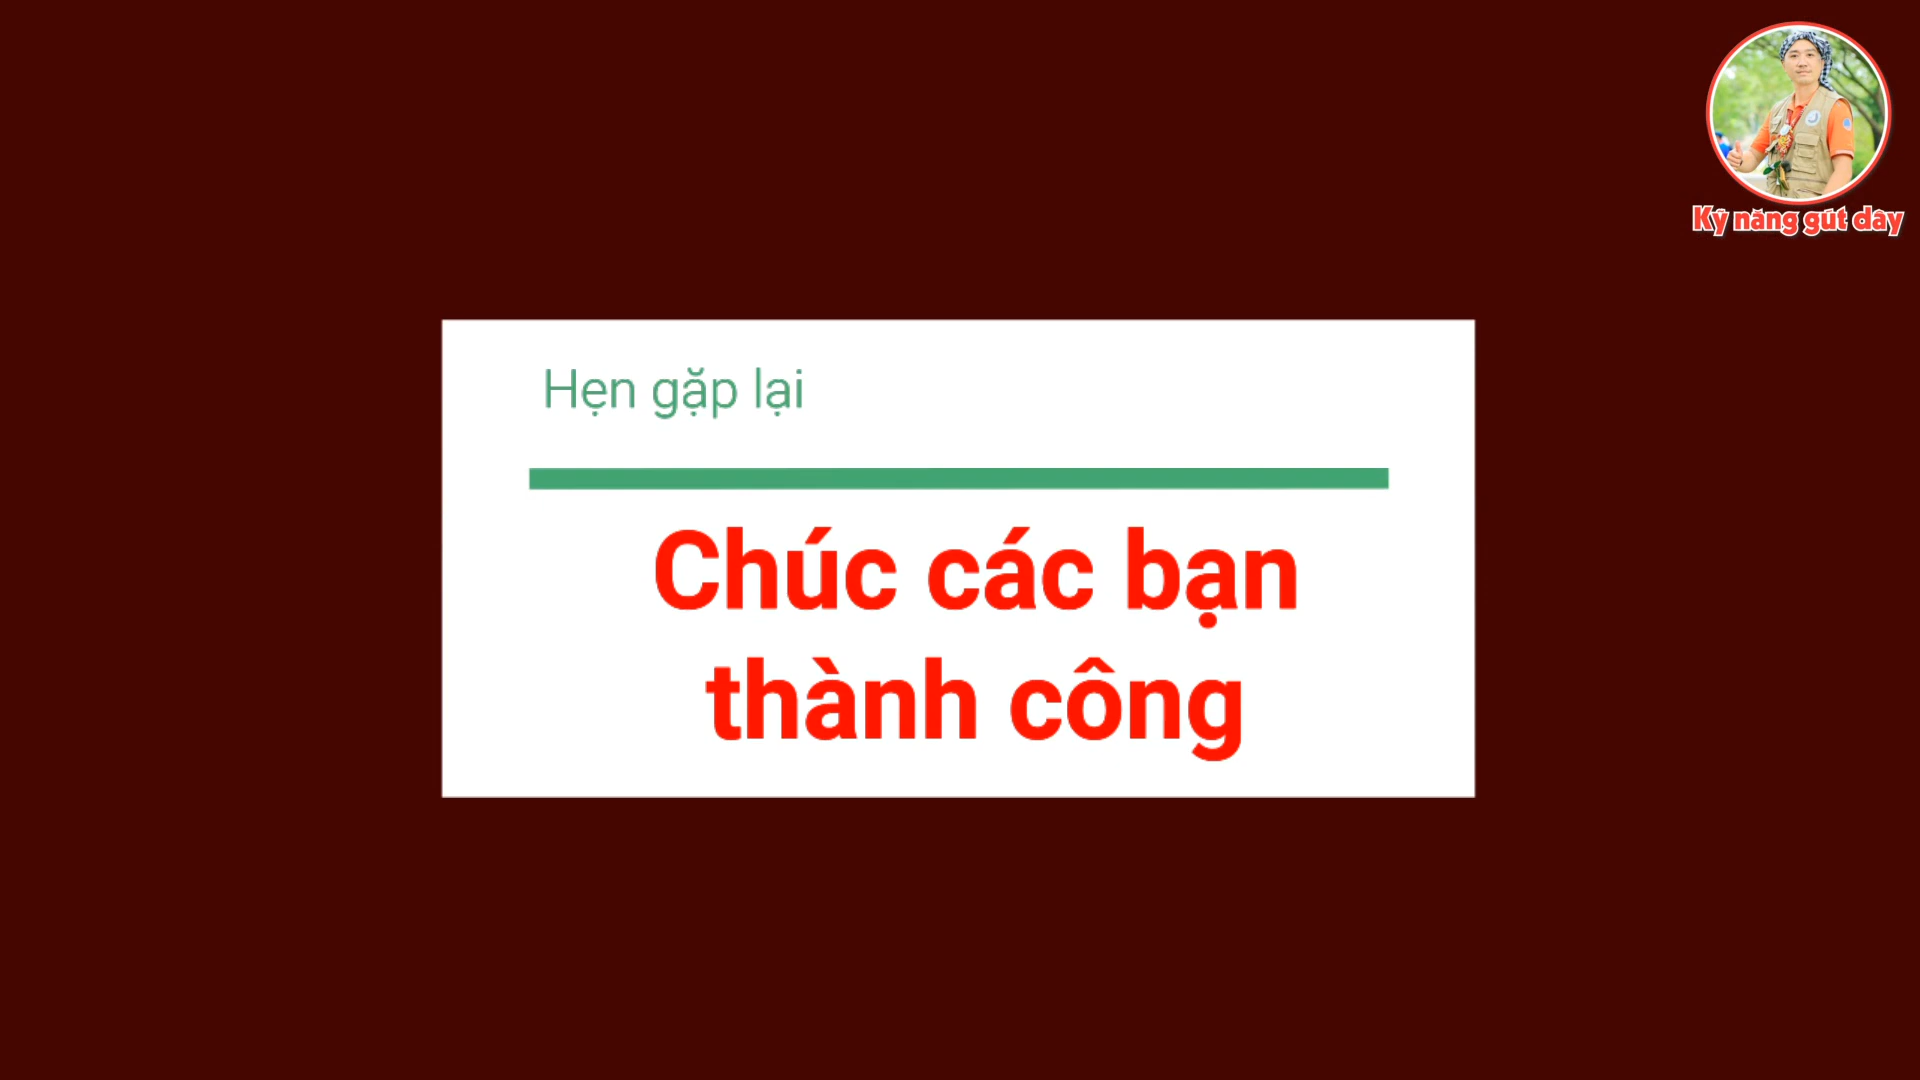 Kỹ năng gút dây
Hẹn gặp lại
Chúc các bạn
thành công